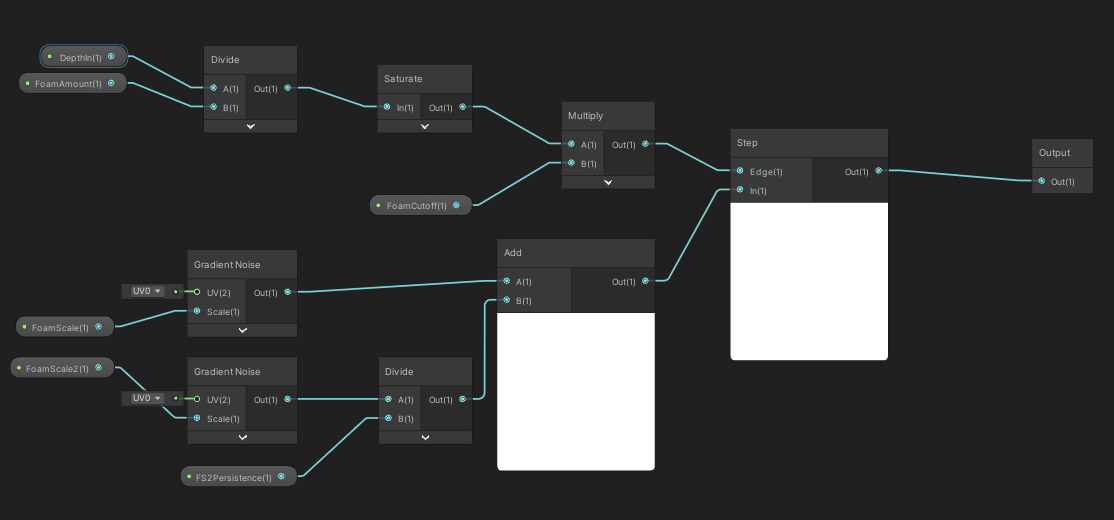 DepthIn(1)
FoamAmount(1)
Divide
A(1) Out(1)
B(1)
Saturate
In(1) Out(1)
Multiply
A(1) Out(1)
B(1)
FoamCutoff(1)
Step
Edge(1) Out(1)
In(1)
Output
Out(1)
Gradient Noise
UV0
UV(2) Out(1)
Scale(1)
FoamScale(1)
Add
A(1) Out(1)
B(1)
FoamScale2(1)
Gradient Noise
UV0
UV(2) Out(1)
Scale(1)
Divide
A(1) Out(1)
B(1)
FS2Persistence(1)